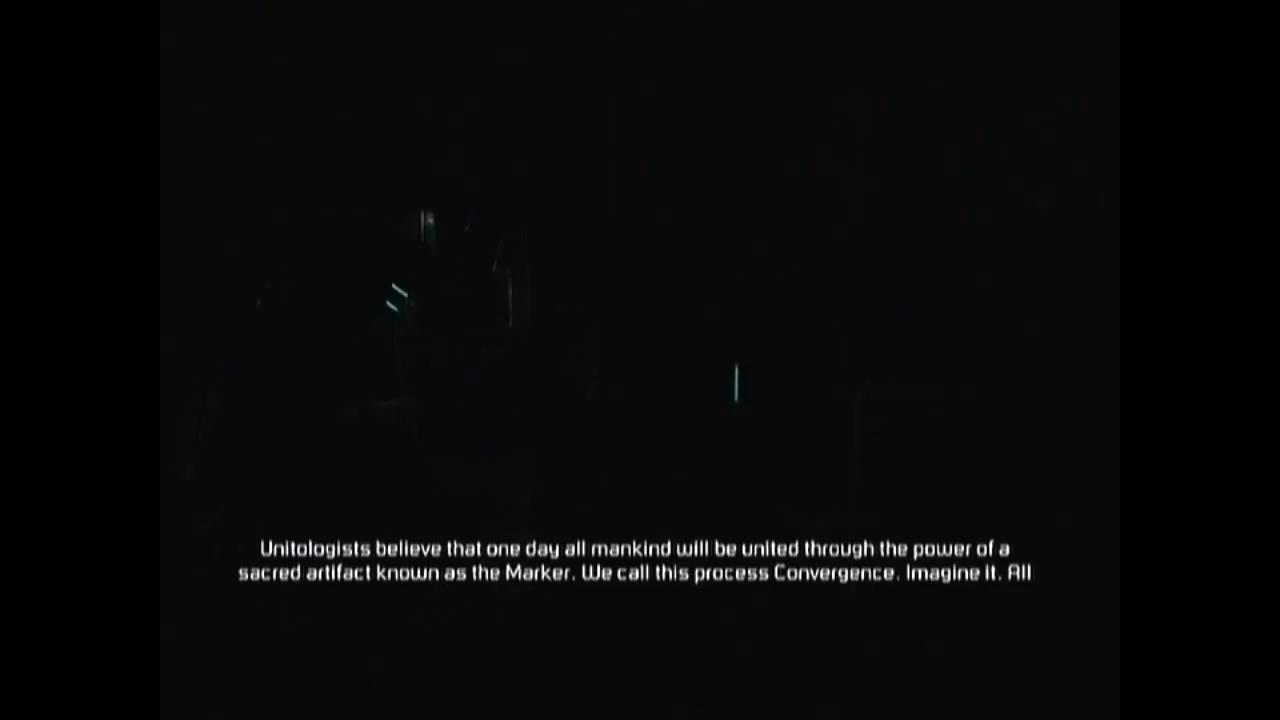 Unitologists believe that one day all mankind will be united through the power of a
sacred artifact known as the Marker. We call this process Convergence. Imagine it. All